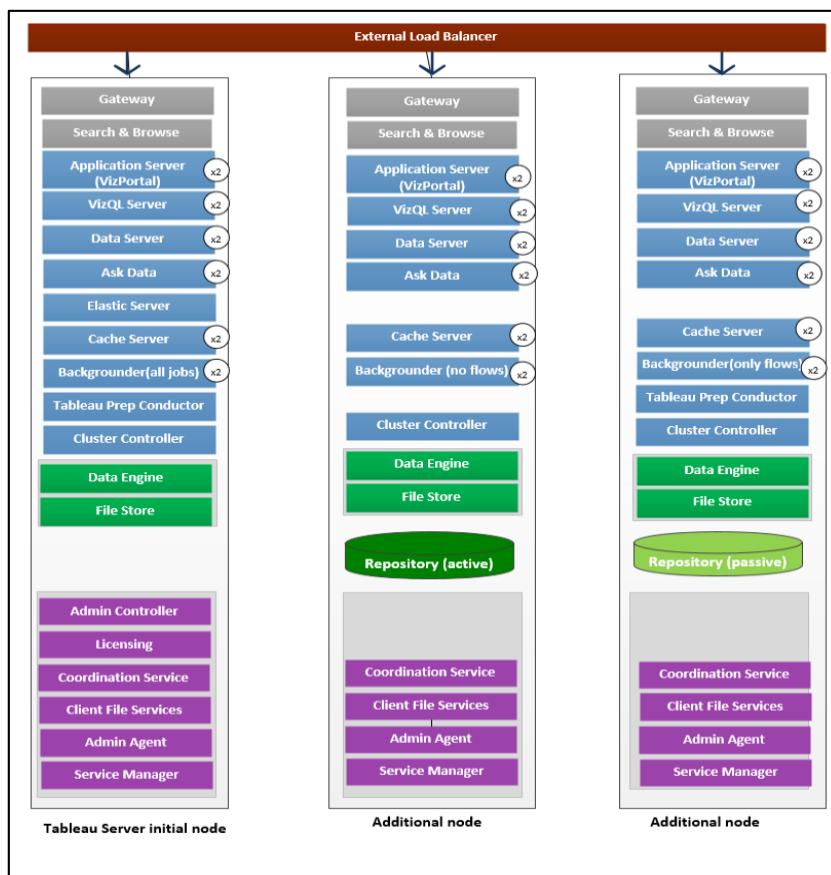 External Load Balancer
Gateway
Search & Browse
Application Server
(VizPortal)
x2
VizQL Server
x2
Data Server
x2
Ask Data
x2
Elastic Server
Cache Server
x2
Backgrounder(all jobs)
x2
Tableau Prep Conductor
Cluster Controller
Data Engine
File Store
Admin Controller
Licensing
Coordination Service
Client File Services
Admin Agent
Service Manager
Tableau Server initial node
Gateway
Search & Browse
Application Server
(VizPortal)
x2
VizQL Server
x2
Data Server
x2
Ask Data
x2
Cache Server
x2
Backgrounder (no flows)
x2
Cluster Controller
Data Engine
File Store
Repository (active)
Coordination Service
Client File Services
Admin Agent
Service Manager
Additional node
Gateway
Search & Browse
Application Server
(VizPortal)
x2
VizQL Server
x2
Data Server
x2
Ask Data
x2
Cache Server
x2
Backgrounder(only flows)
x2
Tableau Prep Conductor
Cluster Controller
Data Engine
File Store
Repository (passive)
Coordination Service
Client File Services
Admin Agent
Service Manager
Additional node